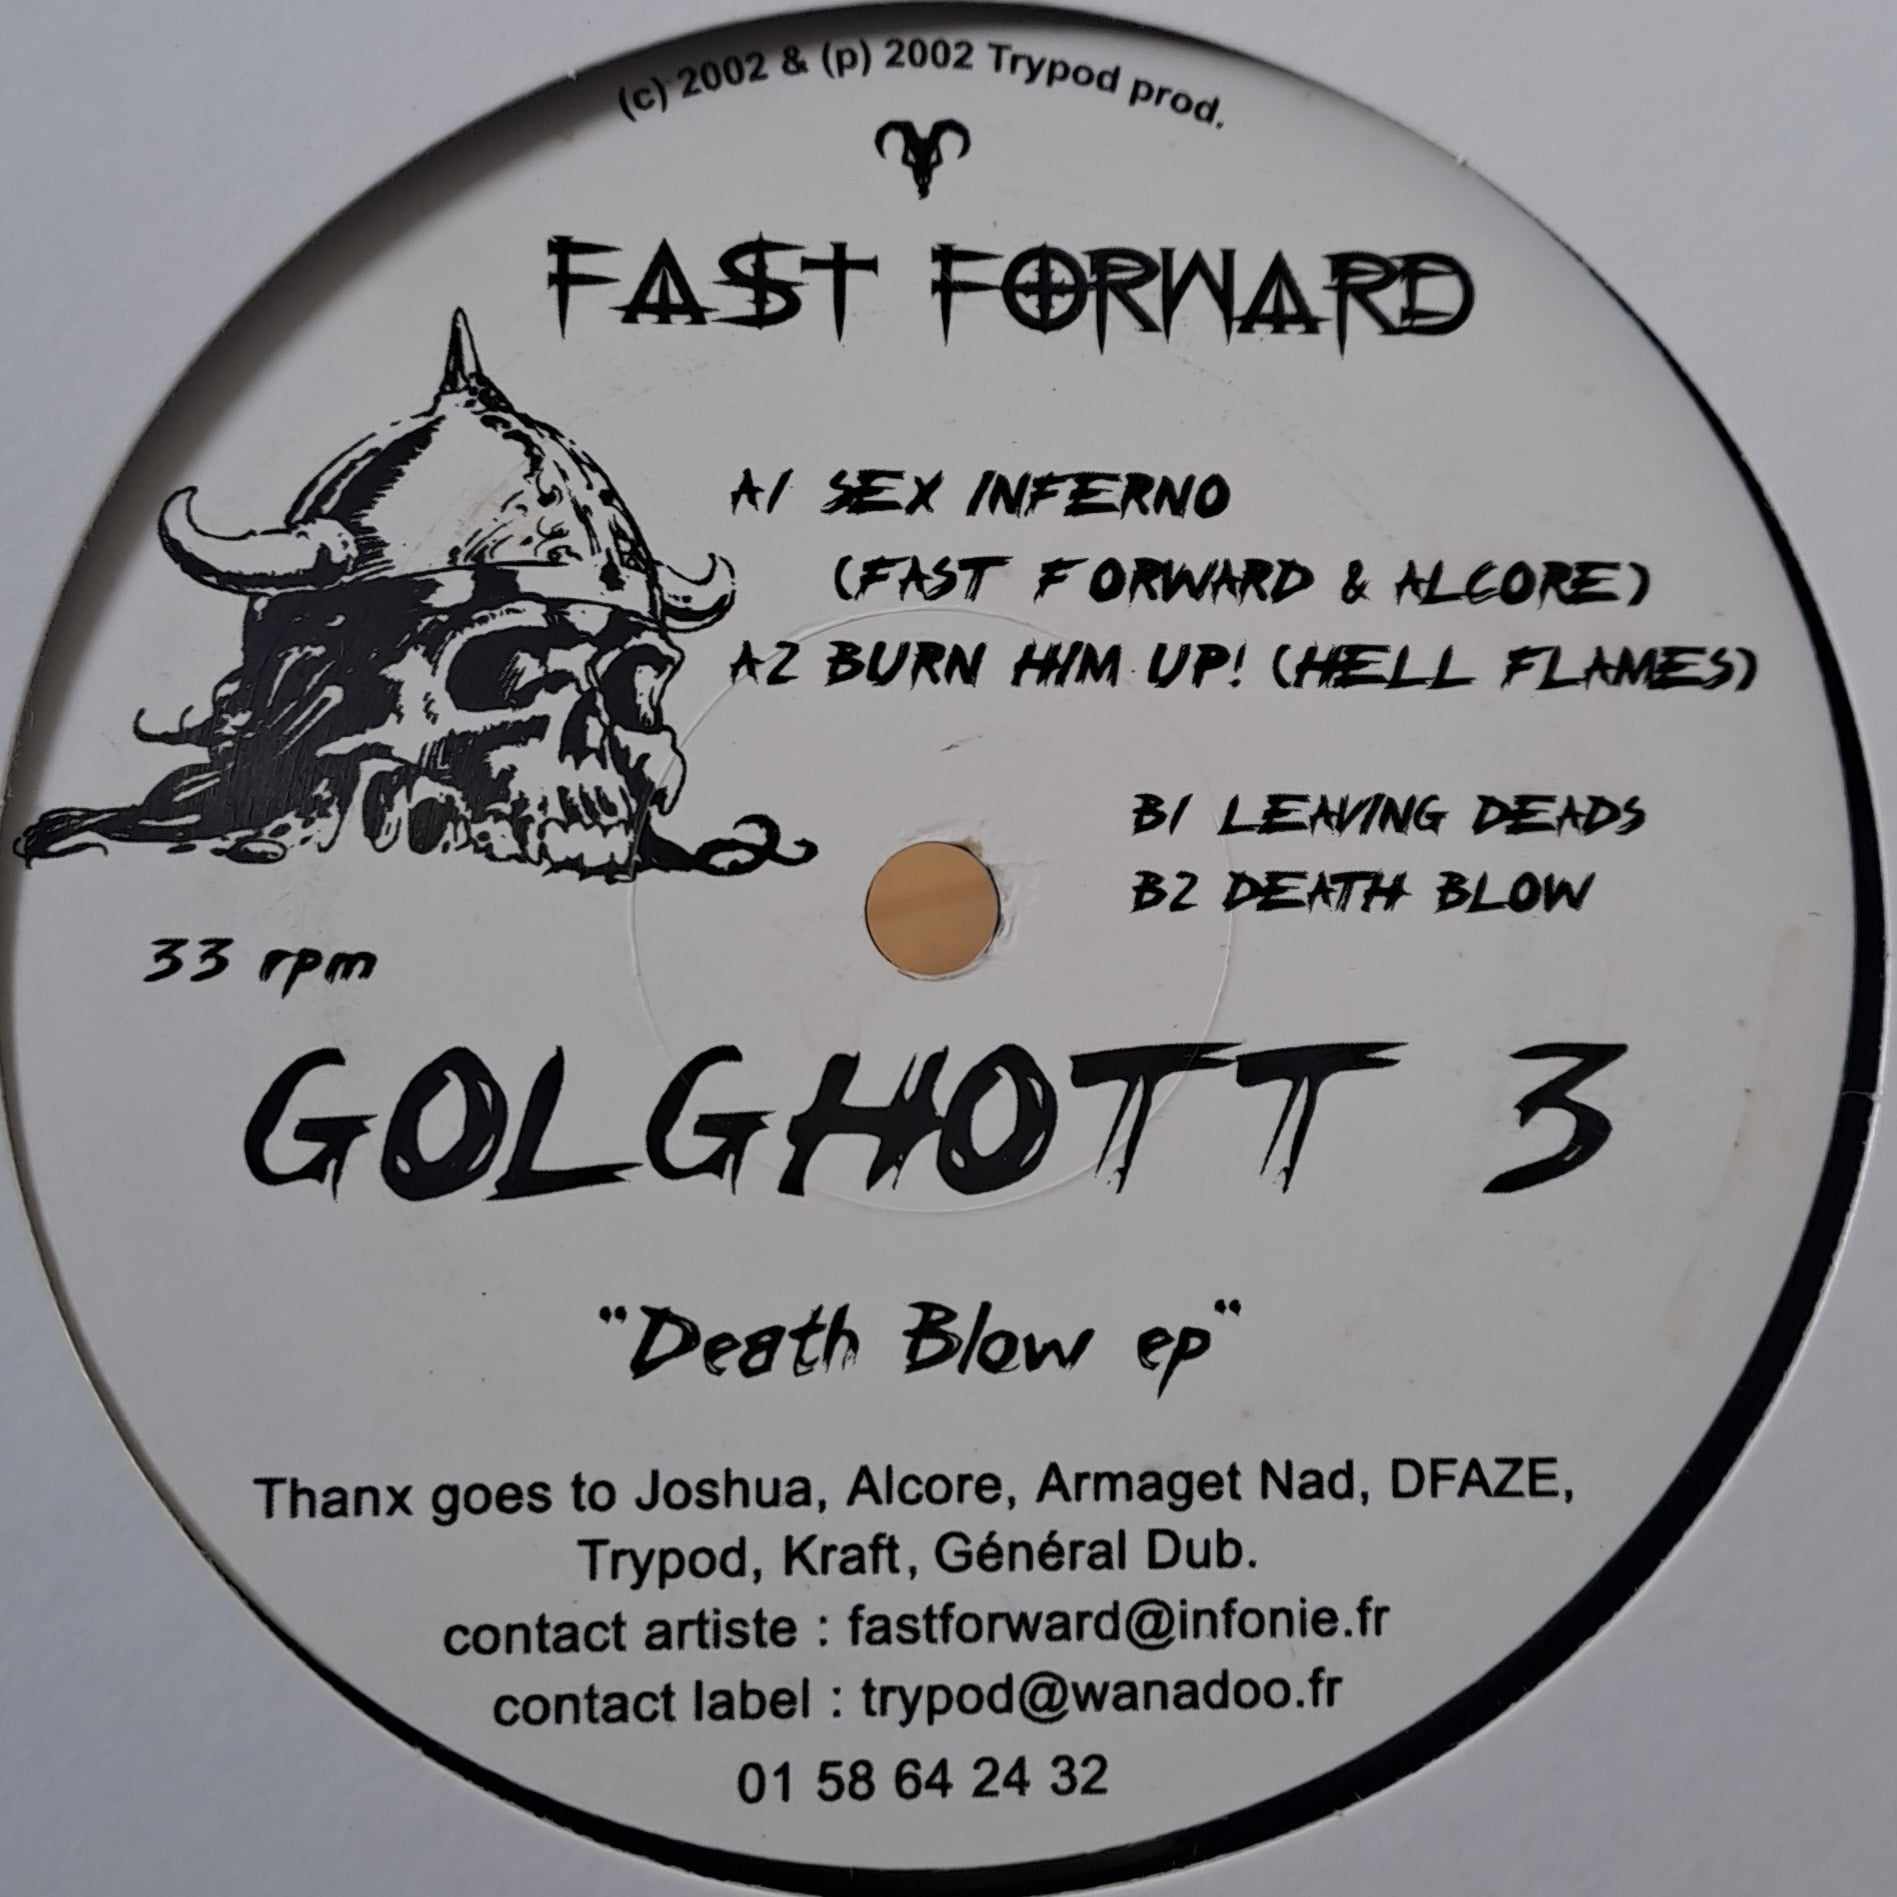 (c) 2002 & (p) 2002 Trypod prod.
FAST FORWARD
A1 SEX INFERNO
(FAST FORWARD & ALCORE)
A2 BURN HIM UP! (HELL FLAMES)
B1 LEAVING DEADS
B2 DEATH BLOW
33 rpm
GOLGHOTT 3
"Death Blow ep"
Thanx goes to Joshua, Alcore, Armaget Nad, DFAZE,
Trypod, Kraft, Général Dub.
contact artiste : fastforward@infonie.fr
contact label : trypod@wanadoo.fr
01 58 64 24 32